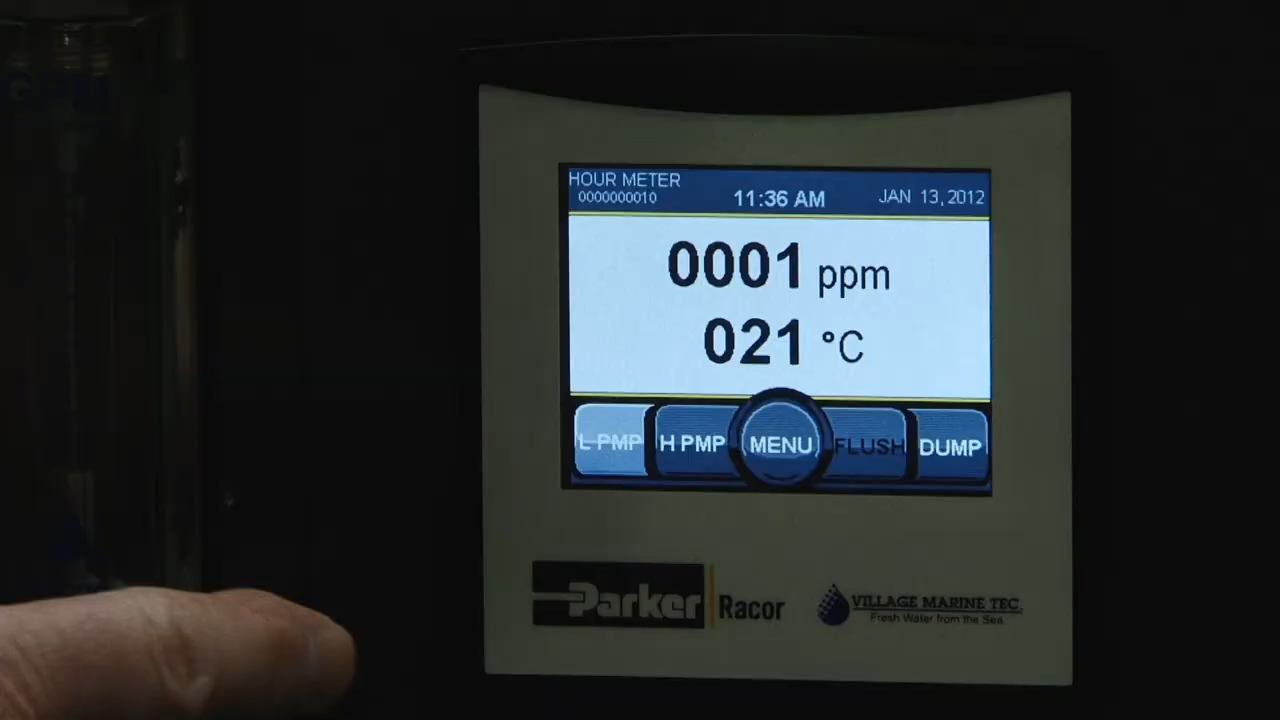 HOUR METER
0000000010
11:36 AM
JAN 13, 2012
0001 ppm
021 °C
L PMP
H PMP
MENU
FLUSH
DUMP
Parker
Racor
VILLAGE MARINE TEC.
Fresh Water from the Sea